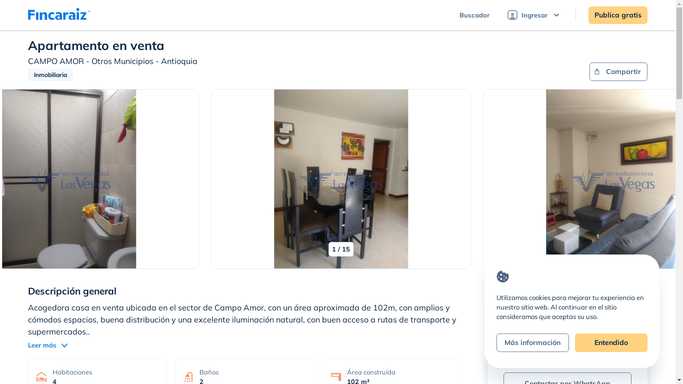 Fincaraiz
Buscador
Ingresar
Publica gratis
Apartamento en venta
CAMPO AMOR - Otros Municipios - Antioquia
Inmobiliaria
Compartir
Las Vegas
Las Vegas
Las Vegas
1 / 15
Descripción general
Acogedora casa en venta ubicada en el sector de Campo Amor, con un área aproximada de 102m, con amplios y
cómodos espacios, buena distribución y una excelente iluminación natural, con buen acceso a rutas de transporte y
supermercados..
Leer más
Habitaciones
4
Baños
2
Área construida
102 m²
Utilizamos cookies para mejorar tu experiencia en
nuestro sitio web. Al continuar en el sitio
consideramos que aceptas su uso.
Más información
Entendido
Contactar por WhatsApp